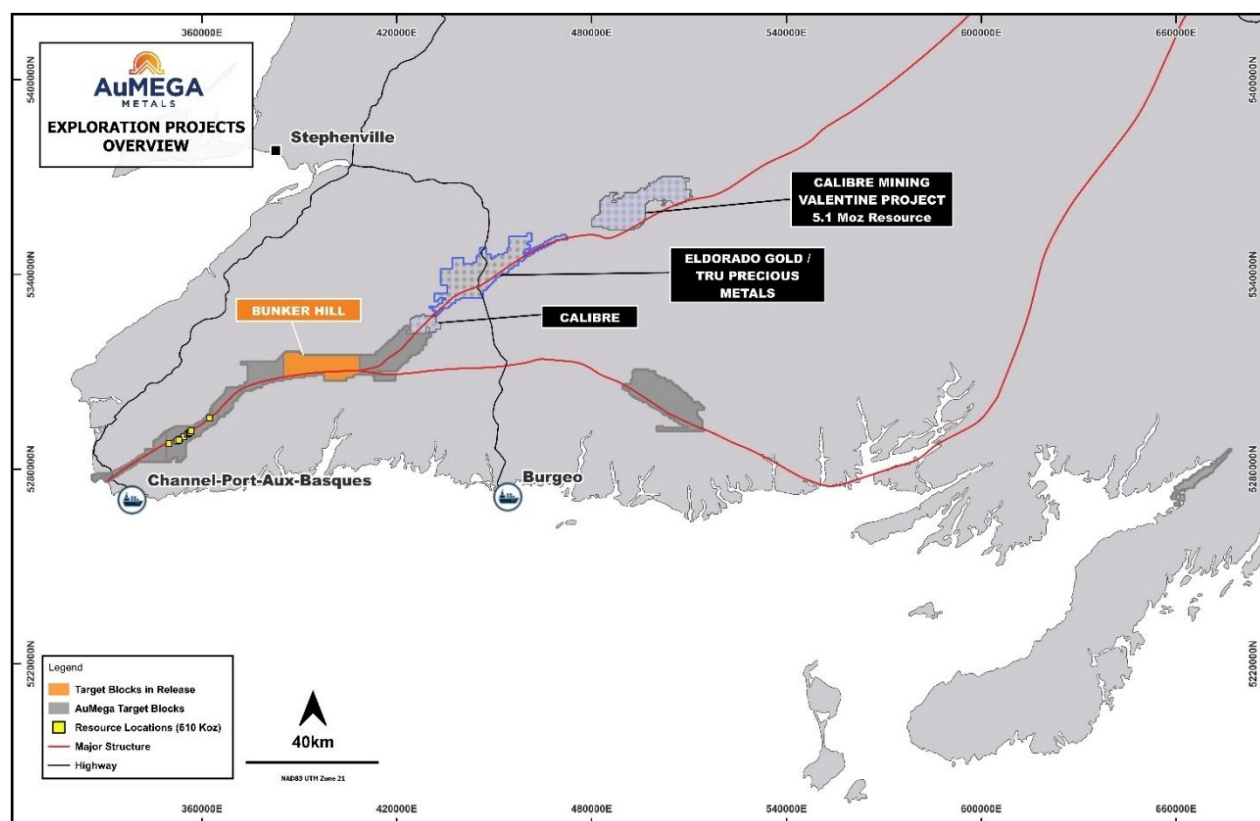 360000E
420000E
480000E
540000E
600000E
660000E
5400000N
5400000N
AuMEGA
METALS
EXPLORATION PROJECTS
OVERVIEW
Stephenville
CALIBRE MINING
VALENTINE PROJECT
5.1 Moz Resource
5340000N
5340000N
ELDORADO GOLD /
TRU PRECIOUS
METALS
BUNKER HILL
CALIBRE
5280000N
5280000N
Channel-Port-Aux-Basques
Burgeo
5220000N
5220000N
Legend
Target Blocks in Release
AuMega Target Blocks
Resource Locations (610 Koz)
Major Structure
Highway
40km
NAD83 UTM Zone 21
360000E
420000E
480000E
540000E
600000E
660000E